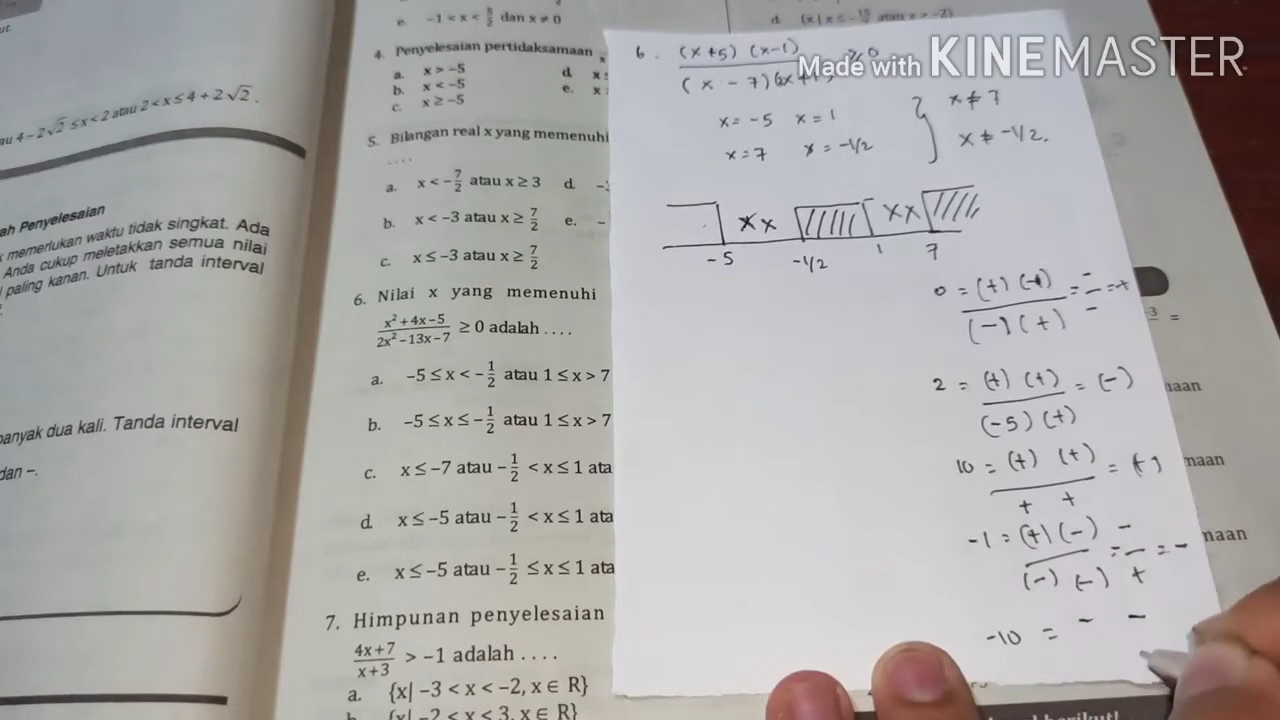 ut.
au 4 – 2√2 ≤ x < 2 atau 2 < x ≤ 4 + 2√2 .
ah Penyelesaian
memerlukan waktu tidak singkat. Ada
Anda cukup meletakkan semua nilai
paling kanan. Untuk tanda interval
banyak dua kali. Tanda interval
dan –.
e. –1 < x < 5/2 dan x ≠ 0
4. Penyelesaian pertidaksamaan
a. x > –5
b. x < –5
c. x ≥ –5
d. x
e. x
5. Bilangan real x yang memenuhi
. . . .
a. x < –7/2 atau x ≥ 3 d.
b. x < –3 atau x ≥ 7/2 e. –
c. x ≤ –3 atau x ≥ 7/2
6. Nilai x yang memenuhi
x² + 4x – 5 / 2x² – 13x – 7 ≥ 0 adalah . . . .
a. –5 ≤ x < –1/2 atau 1 ≤ x > 7
b. –5 ≤ x ≤ –1/2 atau 1 ≤ x > 7
c. x ≤ –7 atau –1/2 < x ≤ 1 ata
d. x ≤ –5 atau –1/2 < x ≤ 1 ata
e. x ≤ –5 atau –1/2 ≤ x ≤ 1 ata
7. Himpunan penyelesaian
4x+7 / x+3 > –1 adalah . . . .
a. {x| –3 < x < –2, x ∈ R}
b. {x| –2 < x < 3, x ∈ R}
Made with KINEMASTER
6. (x+5) (x-1)
x = -5 x = 1
x = 7 x = -1/2
x ≠ 7
x ≠ -1/2.
x x x x
-5 -1/2 1 7
0 = (+) (-) / (-) (+) = - / - = +
2 = (+) (+) / (-5) (+) = (-)
10 = (+) (+) / + + = (+)
-1 = (+) (-) / (-) (-) = - / + = -
-10 = - -
naan
naan
naan